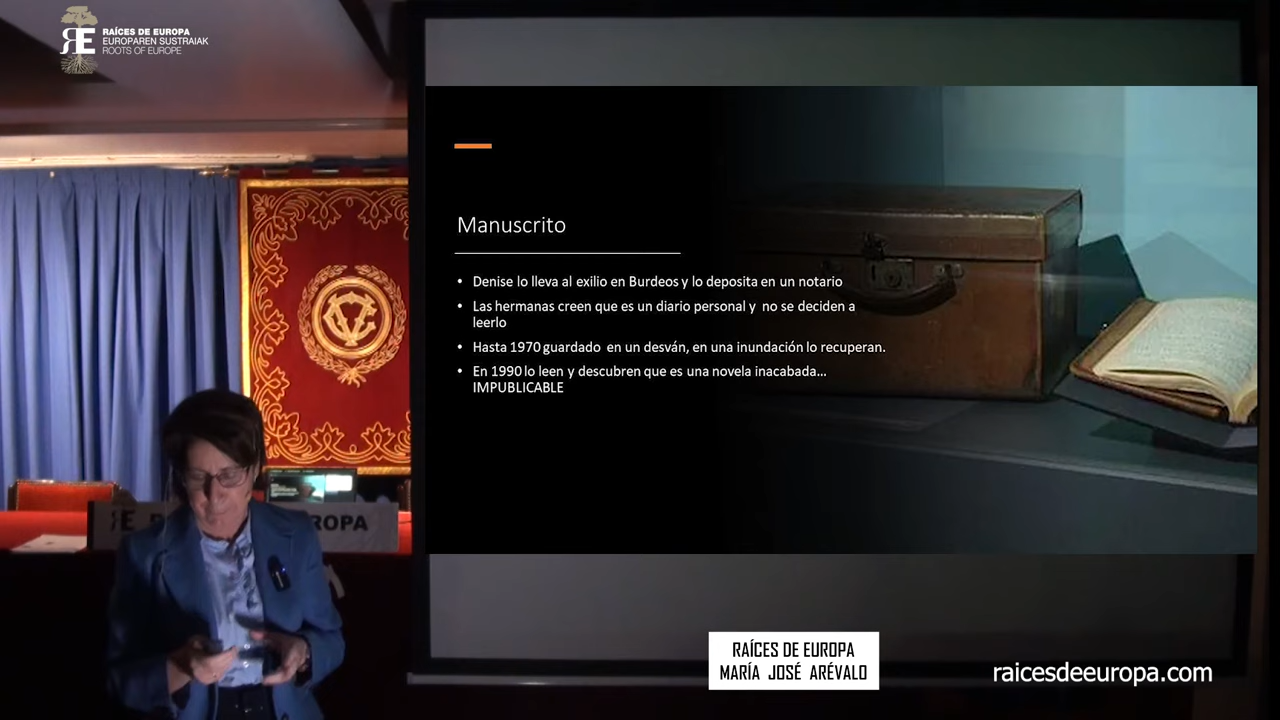 RAÍCES DE EUROPA
EUROPAREN SUSTRAIAK
ROOTS OF EUROPE
Manuscrito
• Denise lo lleva al exilio en Burdeos y lo deposita en un notario
• Las hermanas creen que es un diario personal y no se deciden a
leerlo
• Hasta 1970 guardado en un desván, en una inundación lo recuperan.
• En 1990 lo leen y descubren que es una novela inacabada...
IMPUBLICABLE
RAÍCES DE EUROPA
MARÍA JOSÉ ARÉVALO
raicesdeeuropa.com